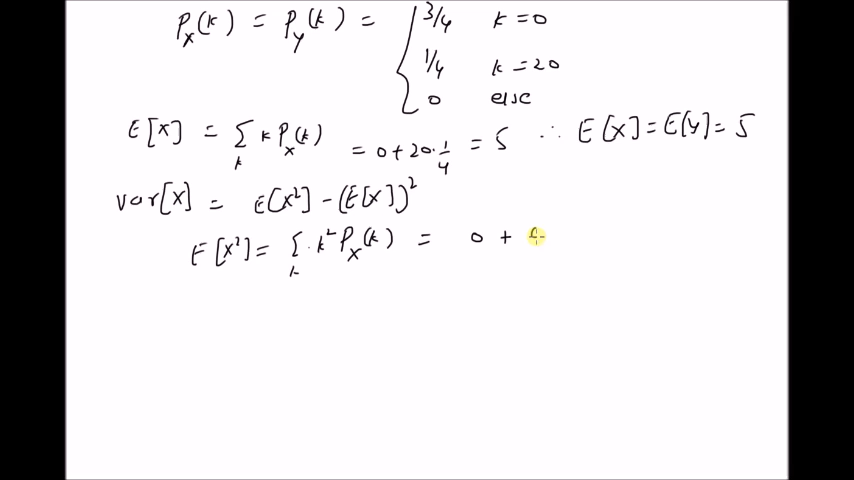 P_X(k) = P_Y(k) = { 3/4 k = 0
1/4 k = 20
0 else
E[X] = Σ_k k P_X(k) = 0 + 20 · 1/4 = 5 ∴ E[X] = E[Y] = 5
var[X] = E[X²] - (E[X])²
E[X²] = Σ_k k² P_X(k) = 0 +